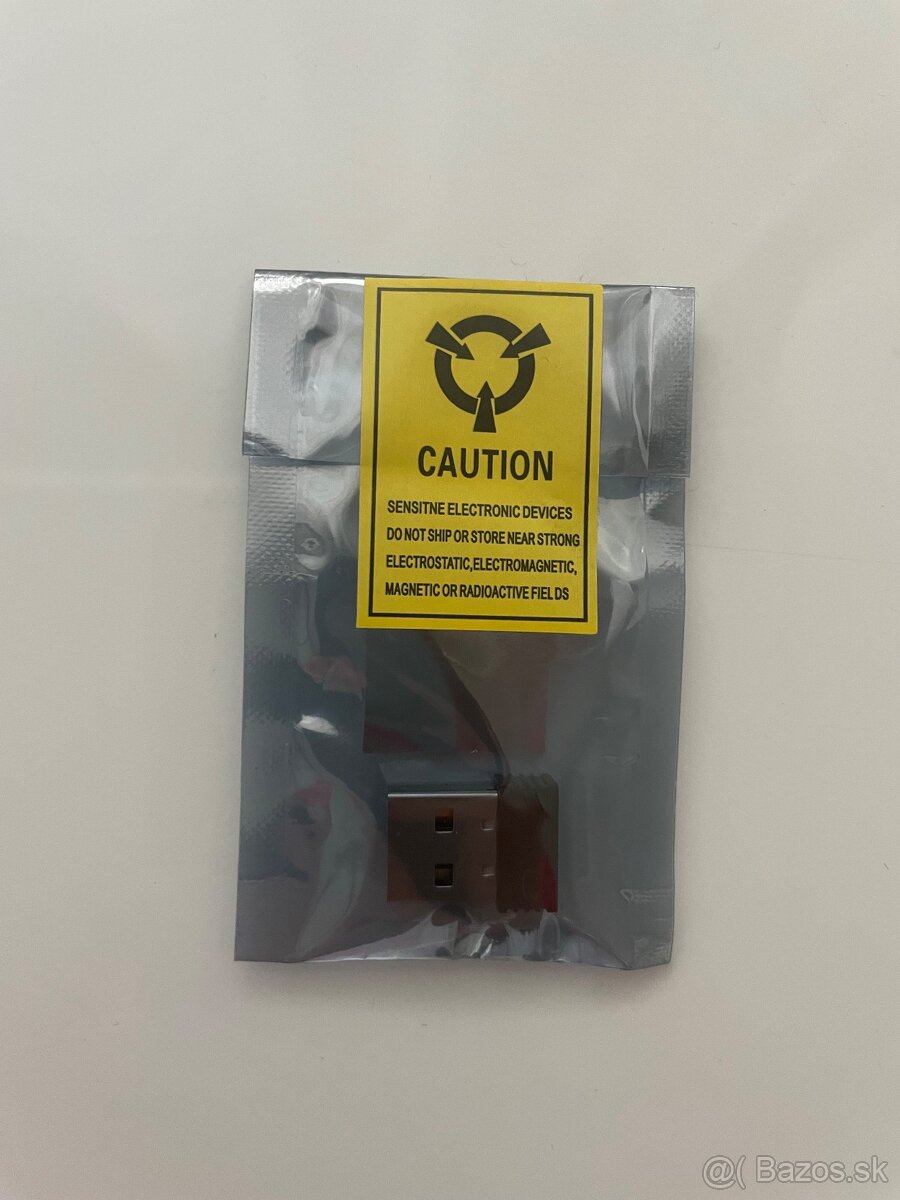 CAUTION
SENSITNE ELECTRONIC DEVICES
DO NOT SHIP OR STORE NEAR STRONG
ELECTROSTATIC,ELECTROMAGNETIC,
MAGNETIC OR RADIOACTIVE FIEL DS
@( Bazos.sk